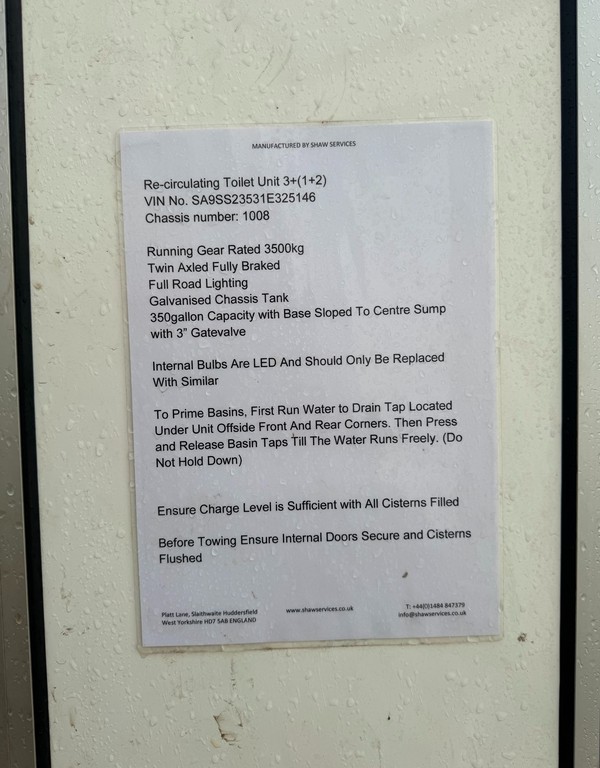 MANUFACTURED BY SHAW SERVICES
Re-circulating Toilet Unit 3+(1+2)
VIN No. SA9SS23531E325146
Chassis number: 1008
Running Gear Rated 3500kg
Twin Axled Fully Braked
Full Road Lighting
Galvanised Chassis Tank
350gallon Capacity with Base Sloped To Centre Sump
with 3" Gatevalve
Internal Bulbs Are LED And Should Only Be Replaced
With Similar
To Prime Basins, First Run Water to Drain Tap Located
Under Unit Offside Front And Rear Corners. Then Press
and Release Basin Taps Till The Water Runs Freely. (Do
Not Hold Down)
Ensure Charge Level is Sufficient with All Cisterns Filled
Before Towing Ensure Internal Doors Secure and Cisterns
Flushed
Platt Lane, Slaithwaite Huddersfield
West Yorkshire HD7 5AB ENGLAND
www.shawservices.co.uk
T: +44(0)1484 847379
info@shawservices.co.uk